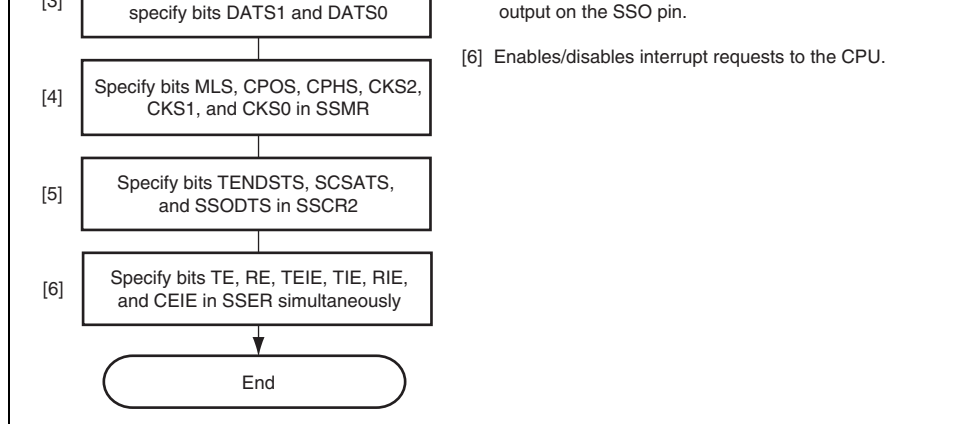 [3]
specify bits DATS1 and DATS0
output on the SSO pin.
[6] Enables/disables interrupt requests to the CPU.
[4]
Specify bits MLS, CPOS, CPHS, CKS2,
CKS1, and CKS0 in SSMR
[5]
Specify bits TENDSTS, SCSATS,
and SSODTS in SSCR2
[6]
Specify bits TE, RE, TEIE, TIE, RIE,
and CEIE in SSER simultaneously
End